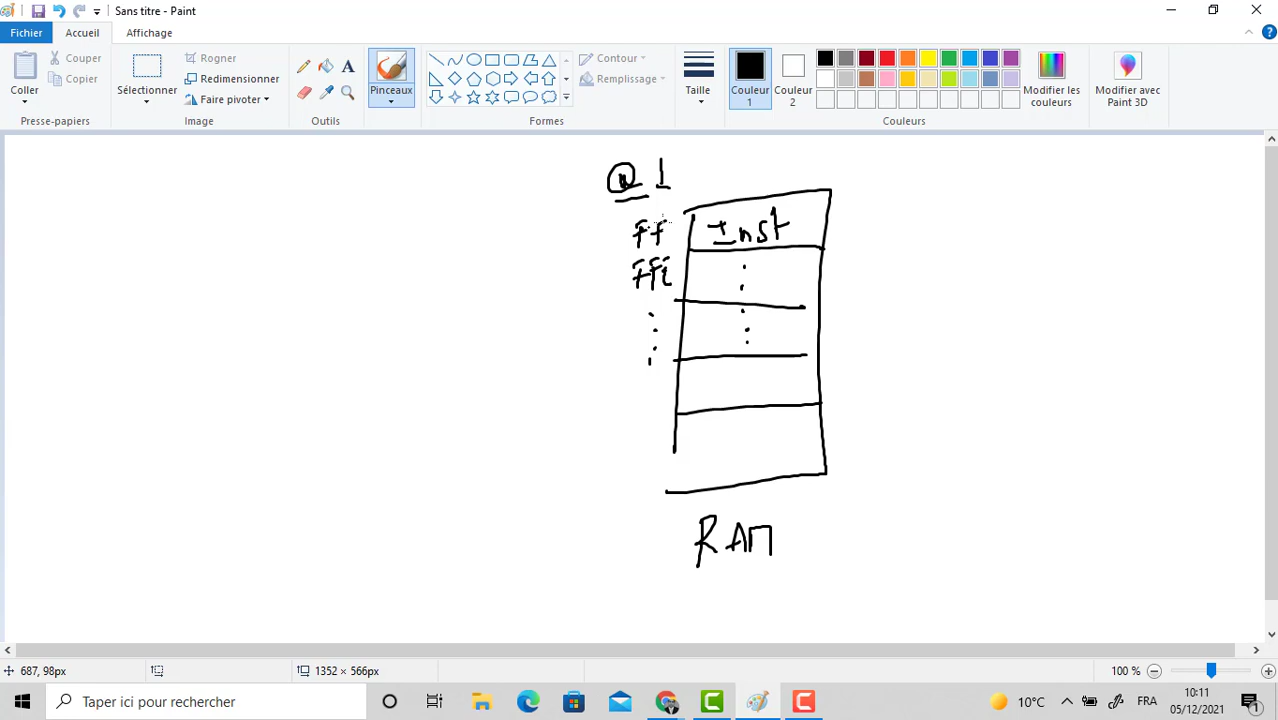 Sans titre - Paint
Fichier Accueil Affichage
Coller
Presse-papiers
Couper
Copier
Sélectionner
Rogner
Redimensionner
Faire pivoter
Image
Outils
Pinceaux
Formes
Contour
Remplissage
Taille
Couleur 1
Couleur 2
Modifier les couleurs
Couleurs
Modifier avec Paint 3D
@ 1
FF Inst
FF1
RAM
687, 98px 1352 × 566px 100 %
Taper ici pour rechercher 10°C FRA 10:11
05/12/2021